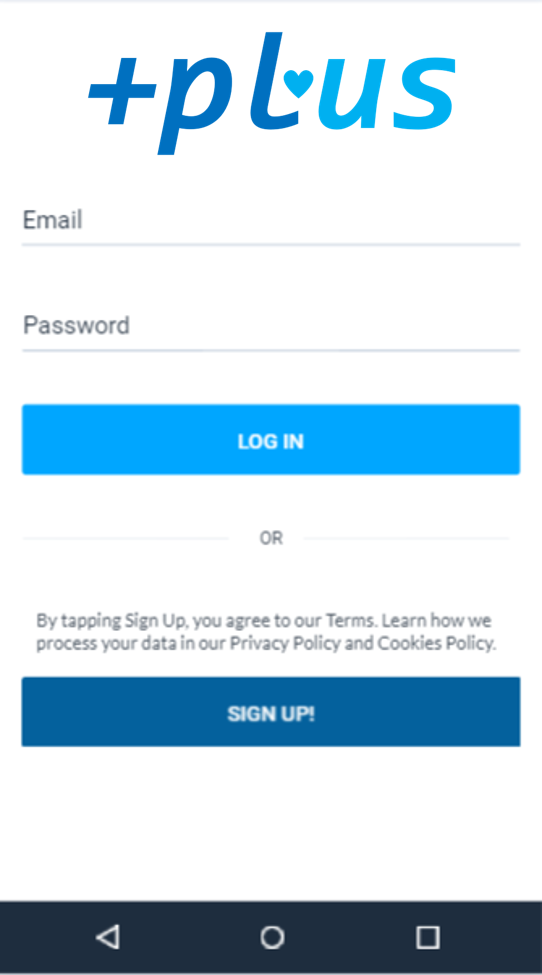 +plus
Email
Password
LOG IN
OR
By tapping Sign Up, you agree to our Terms. Learn how we
process your data in our Privacy Policy and Cookies Policy.
SIGN UP!